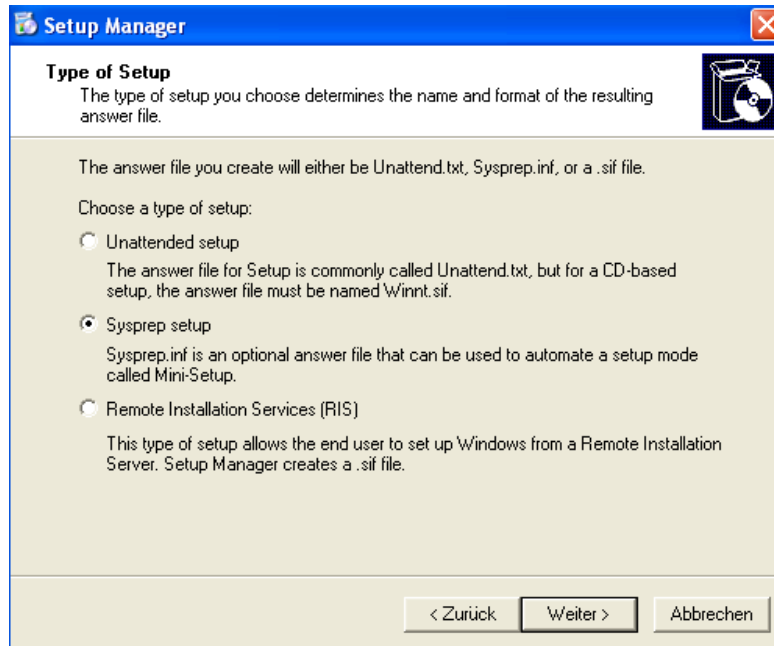 Setup Manager
Type of Setup
The type of setup you choose determines the name and format of the resulting
answer file.
The answer file you create will either be Unattend.txt, Sysprep.inf, or a .sif file.
Choose a type of setup:
Unattended setup
The answer file for Setup is commonly called Unattend.txt, but for a CD-based
setup, the answer file must be named Winnt.sif.
Sysprep setup
Sysprep.inf is an optional answer file that can be used to automate a setup mode
called Mini-Setup.
Remote Installation Services (RIS)
This type of setup allows the end user to set up Windows from a Remote Installation
Server. Setup Manager creates a .sif file.
< Zurück Weiter > Abbrechen